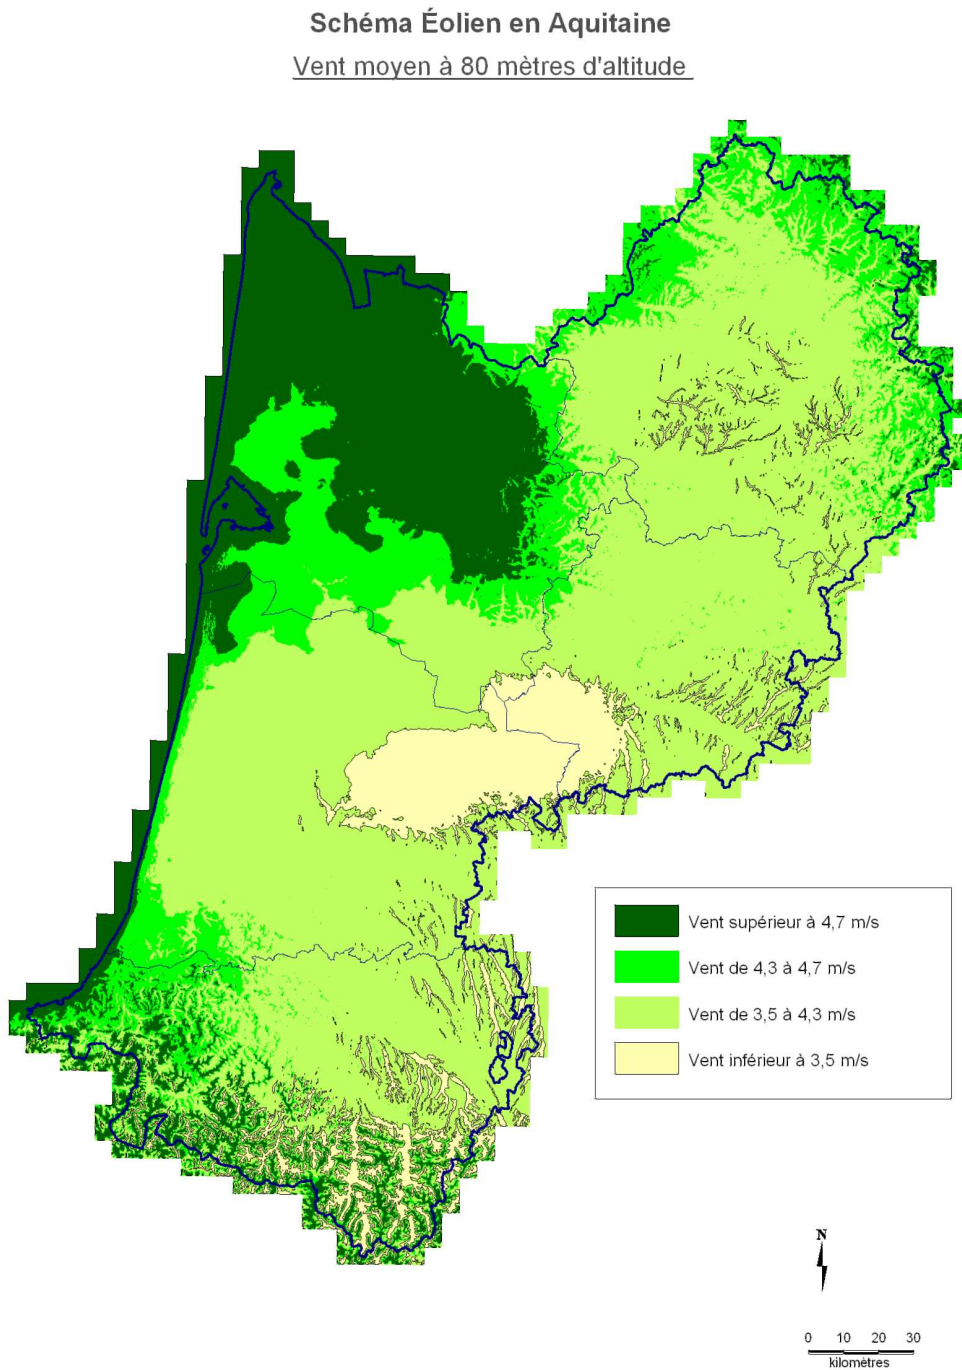 Schéma Éolien en Aquitaine
Vent moyen à 80 mètres d'altitude
Vent supérieur à 4,7 m/s
Vent de 4,3 à 4,7 m/s
Vent de 3,5 à 4,3 m/s
Vent inférieur à 3,5 m/s
N
0 10 20 30
kilomètres